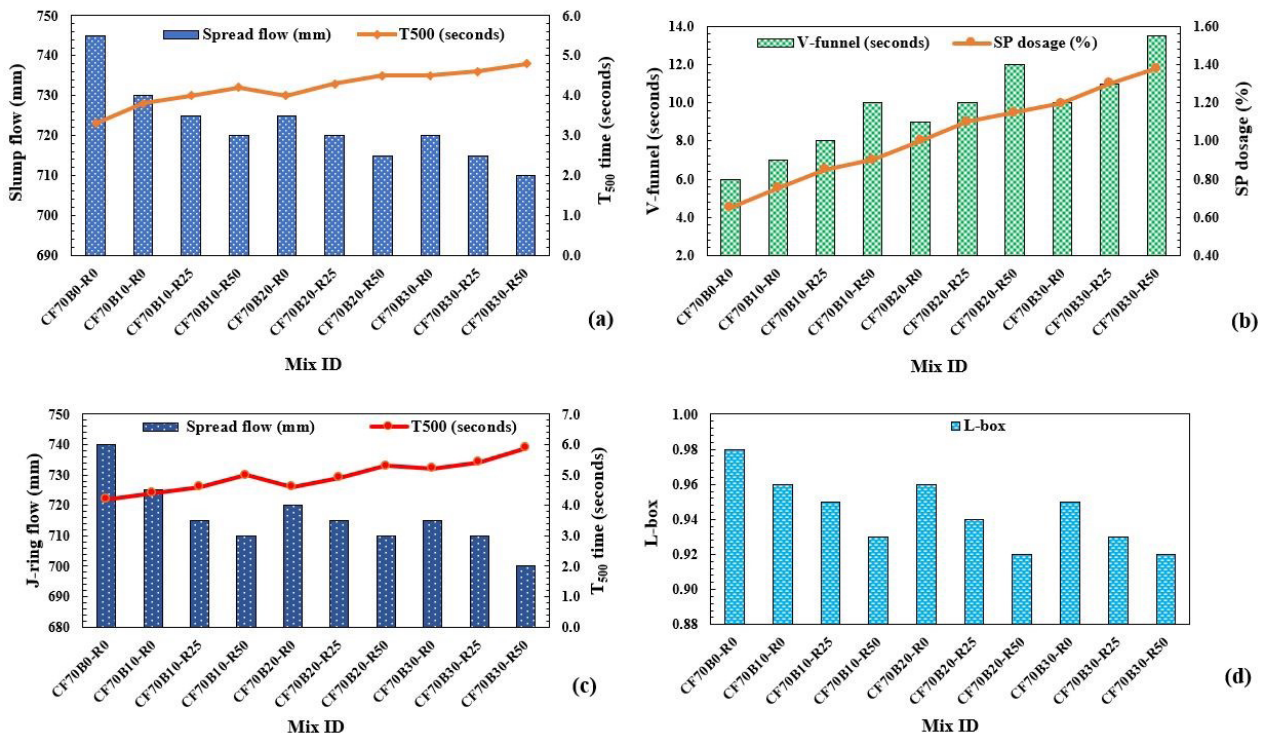 Spread flow (mm) T500 (seconds)
Slump flow (mm)
750
740
730
720
710
700
690
6.0
5.0
4.0
3.0
2.0
1.0
0.0
T500 time (seconds)
CF70B0-R0
CF70B10-R0
CF70B10-R25
CF70B10-R50
CF70B20-R0
CF70B20-R25
CF70B20-R50
CF70B30-R0
CF70B30-R25
CF70B30-R50
Mix ID
(a)
V-funnel (seconds) SP dosage (%)
V-funnel (seconds)
14.0
12.0
10.0
8.0
6.0
4.0
2.0
1.60
1.40
1.20
1.00
0.80
0.60
0.40
SP dosage (%)
CF70B0-R0
CF70B10-R0
CF70B10-R25
CF70B10-R50
CF70B20-R0
CF70B20-R25
CF70B20-R50
CF70B30-R0
CF70B30-R25
CF70B30-R50
Mix ID
(b)
Spread flow (mm) T500 (seconds)
J-ring flow (mm)
750
740
730
720
710
700
690
680
7.0
6.0
5.0
4.0
3.0
2.0
1.0
0.0
T500 time (seconds)
CF70B0-R0
CF70B10-R0
CF70B10-R25
CF70B10-R50
CF70B20-R0
CF70B20-R25
CF70B20-R50
CF70B30-R0
CF70B30-R25
CF70B30-R50
Mix ID
(c)
L-box
L-box
1.00
0.98
0.96
0.94
0.92
0.90
0.88
CF70B0-R0
CF70B10-R0
CF70B10-R25
CF70B10-R50
CF70B20-R0
CF70B20-R25
CF70B20-R50
CF70B30-R0
CF70B30-R25
CF70B30-R50
Mix ID
(d)